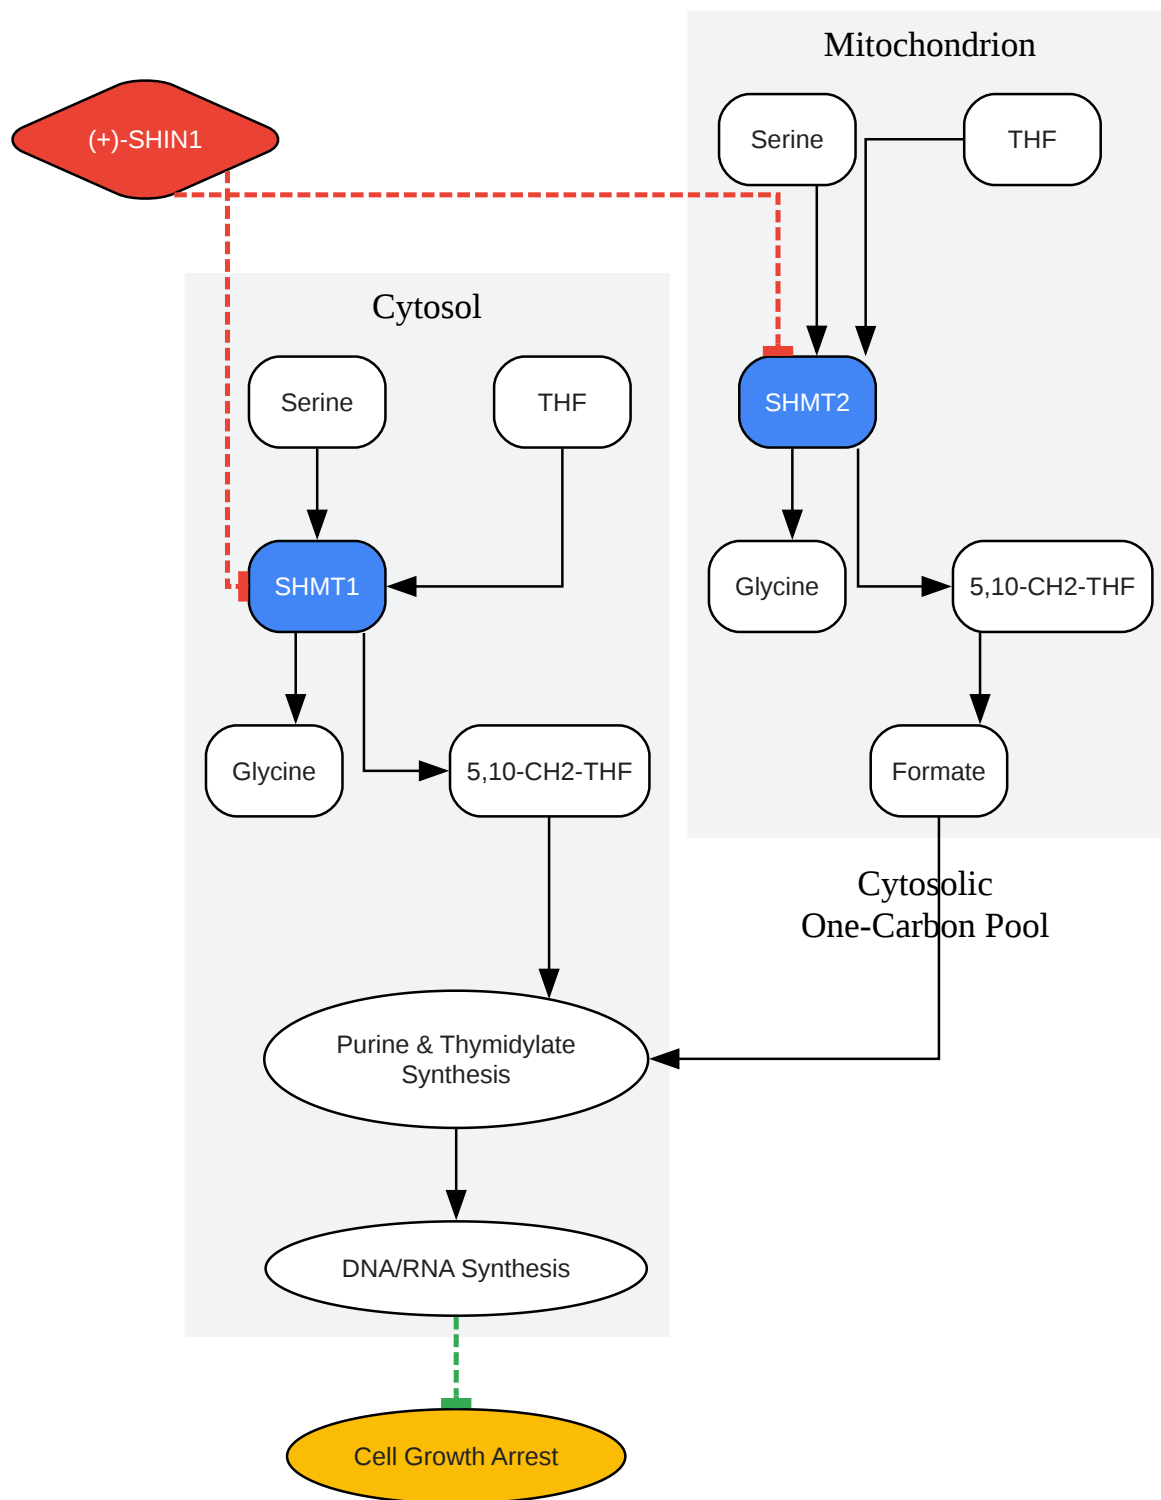 Mitochondrion
(+)-SHIN1
Serine
THF
Cytosol
Serine
THF
SHMT2
SHMT1
Glycine
5,10-CH2-THF
Glycine
5,10-CH2-THF
Formate
Cytosolic
One-Carbon Pool
Purine & Thymidylate
Synthesis
DNA/RNA Synthesis
Cell Growth Arrest